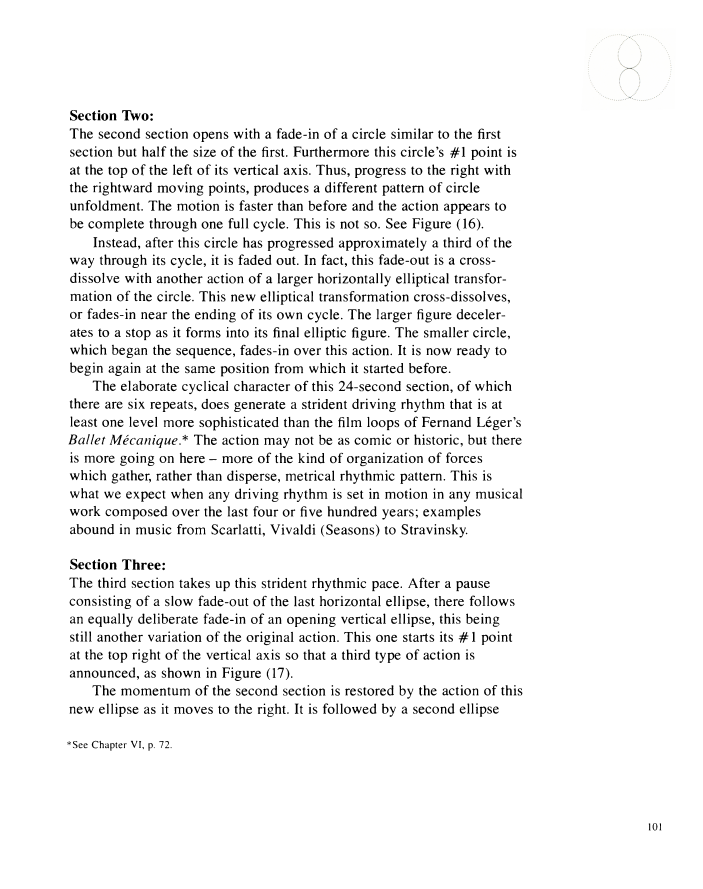 Section Two:
The second section opens with a fade-in of a circle similar to the first
section but half the size of the first. Furthermore this circle's #1 point is
at the top of the left of its vertical axis. Thus, progress to the right with
the rightward moving points, produces a different pattern of circle
unfoldment. The motion is faster than before and the action appears to
be complete through one full cycle. This is not so. See Figure (16).
Instead, after this circle has progressed approximately a third of the
way through its cycle, it is faded out. In fact, this fade-out is a cross-
dissolve with another action of a larger horizontally elliptical transfor-
mation of the circle. This new elliptical transformation cross-dissolves,
or fades-in near the ending of its own cycle. The larger figure deceler-
ates to a stop as it forms into its final elliptic figure. The smaller circle,
which began the sequence, fades-in over this action. It is now ready to
begin again at the same position from which it started before.
The elaborate cyclical character of this 24-second section, of which
there are six repeats, does generate a strident driving rhythm that is at
least one level more sophisticated than the film loops of Fernand Léger's
Ballet Mécanique.* The action may not be as comic or historic, but there
is more going on here – more of the kind of organization of forces
which gather, rather than disperse, metrical rhythmic pattern. This is
what we expect when any driving rhythm is set in motion in any musical
work composed over the last four or five hundred years; examples
abound in music from Scarlatti, Vivaldi (Seasons) to Stravinsky.
Section Three:
The third section takes up this strident rhythmic pace. After a pause
consisting of a slow fade-out of the last horizontal ellipse, there follows
an equally deliberate fade-in of an opening vertical ellipse, this being
still another variation of the original action. This one starts its #1 point
at the top right of the vertical axis so that a third type of action is
announced, as shown in Figure (17).
The momentum of the second section is restored by the action of this
new ellipse as it moves to the right. It is followed by a second ellipse
*See Chapter VI, p. 72.
101